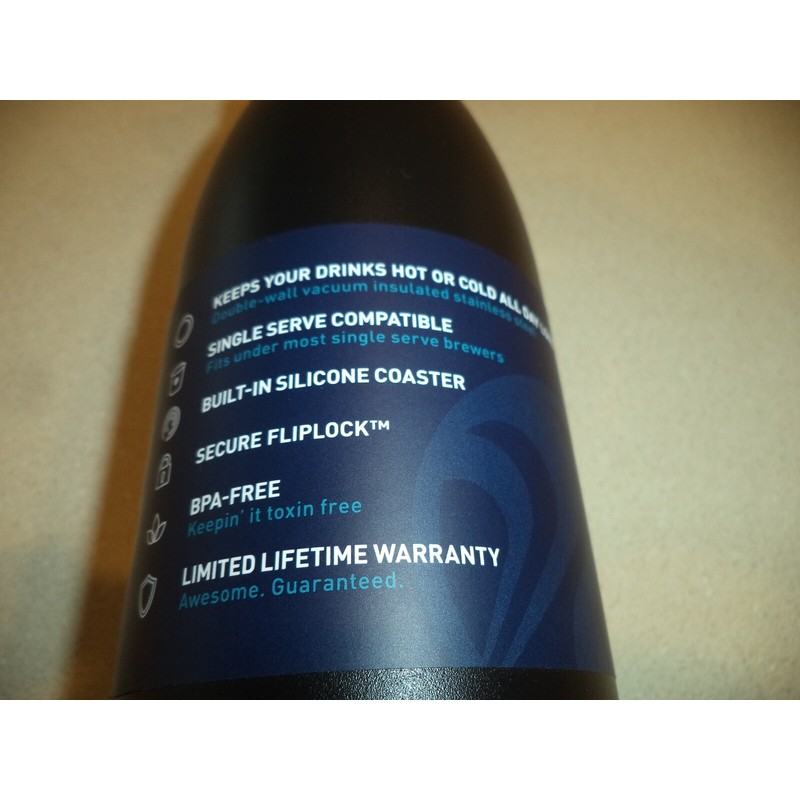 KEEPS YOUR DRINKS HOT OR COLD ALL DAY
Double-wall vacuum insulated stainless steel
SINGLE SERVE COMPATIBLE
Fits under most single serve brewers
BUILT-IN SILICONE COASTER
SECURE FLIPLOCK™
BPA-FREE
Keepin' it toxin free
LIMITED LIFETIME WARRANTY
Awesome. Guaranteed.